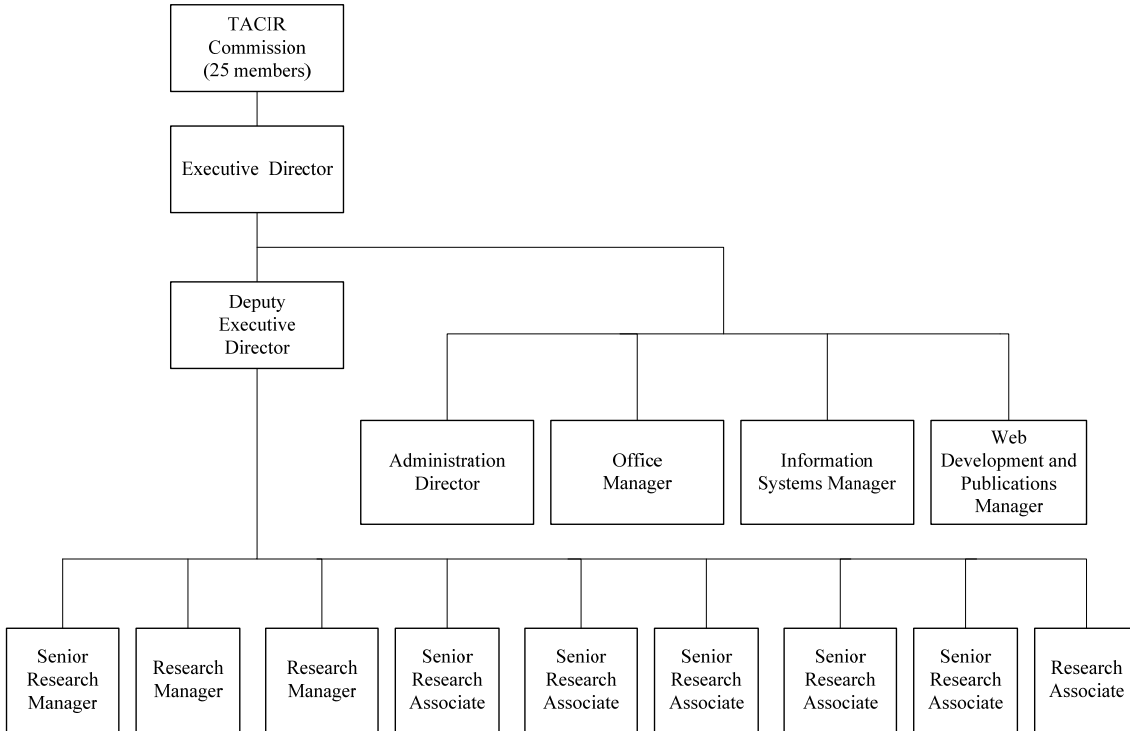 TACIR
Commission
(25 members)
Executive Director
Deputy
Executive
Director
Administration
Director
Office
Manager
Information
Systems Manager
Web
Development and
Publications
Manager
Senior
Research
Manager
Research
Manager
Research
Manager
Senior
Research
Associate
Senior
Research
Associate
Senior
Research
Associate
Senior
Research
Associate
Senior
Research
Associate
Research
Associate